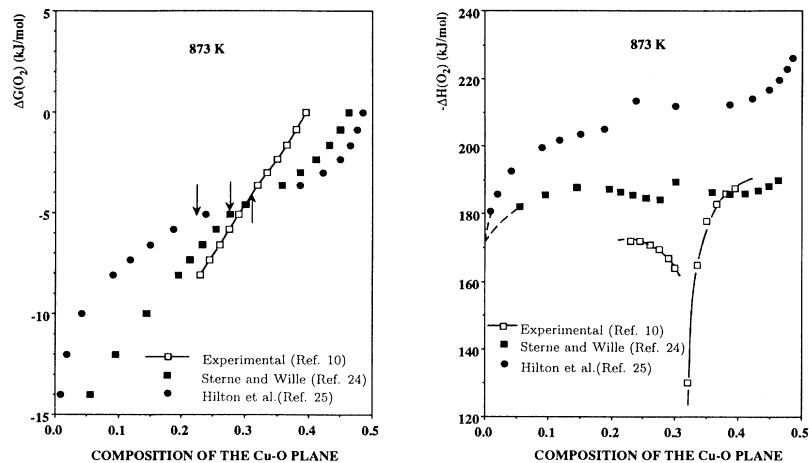 ΔG(O2) (kJ/mol)
873 K
5
0
-5
-10
-15
Experimental (Ref. 10)
Sterne and Wille (Ref. 24)
Hilton et al.(Ref. 25)
0.0 0.1 0.2 0.3 0.4 0.5
COMPOSITION OF THE Cu-O PLANE
-ΔH(O2) (kJ/mol)
873 K
240
220
200
180
160
140
120
Experimental (Ref. 10)
Sterne and Wille (Ref. 24)
Hilton et al.(Ref. 25)
0.0 0.1 0.2 0.3 0.4 0.5
COMPOSITION OF THE Cu-O PLANE